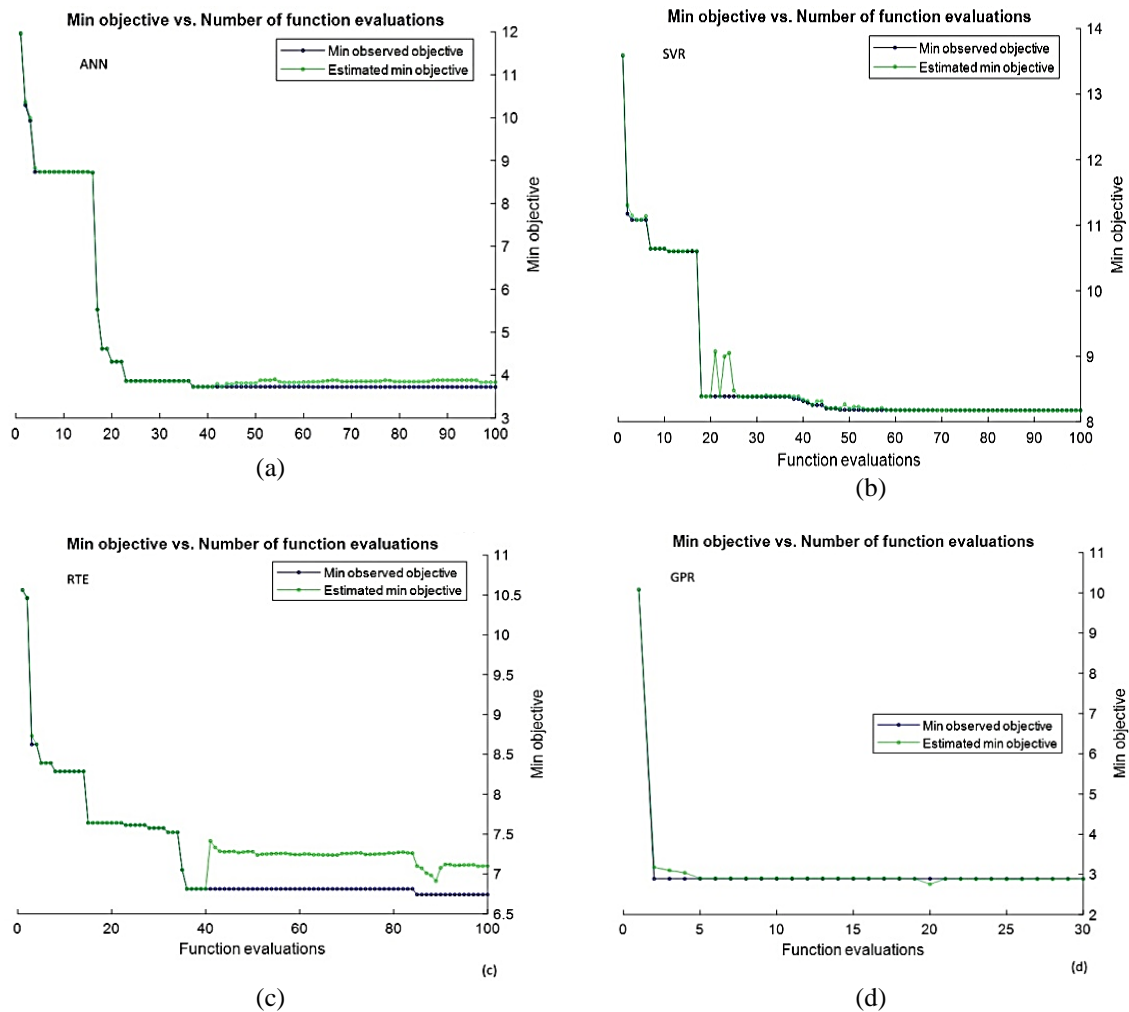 Min objective vs. Number of function evaluations
ANN
Min observed objective
Estimated min objective
12
11
10
9
8
7
6
5
4
3
Min objective
0 10 20 30 40 50 60 70 80 90 100
(a)
Min objective vs. Number of function evaluations
SVR
Min observed objective
Estimated min objective
14
13
12
11
10
9
8
Min objective
0 10 20 30 40 50 60 70 80 90 100
Function evaluations
(b)
Min objective vs. Number of function evaluations
RTE
Min observed objective
Estimated min objective
11
10.5
10
9.5
9
8.5
8
7.5
7
6.5
Min objective
0 20 40 60 80 100
Function evaluations
(c)
(c)
Min objective vs. Number of function evaluations
GPR
Min observed objective
Estimated min objective
11
10
9
8
7
6
5
4
3
2
Min objective
0 5 10 15 20 25 30
Function evaluations
(d)
(d)